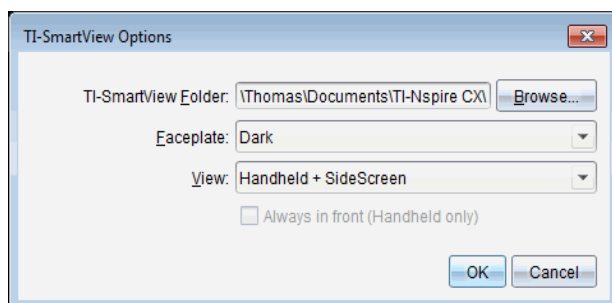 TI-SmartView Options
TI-SmartView Folder: \Thomas\Documents\TI-Nspire CX\ Browse...
Faceplate: Dark
View: Handheld + SideScreen
Always in front (Handheld only)
OK Cancel